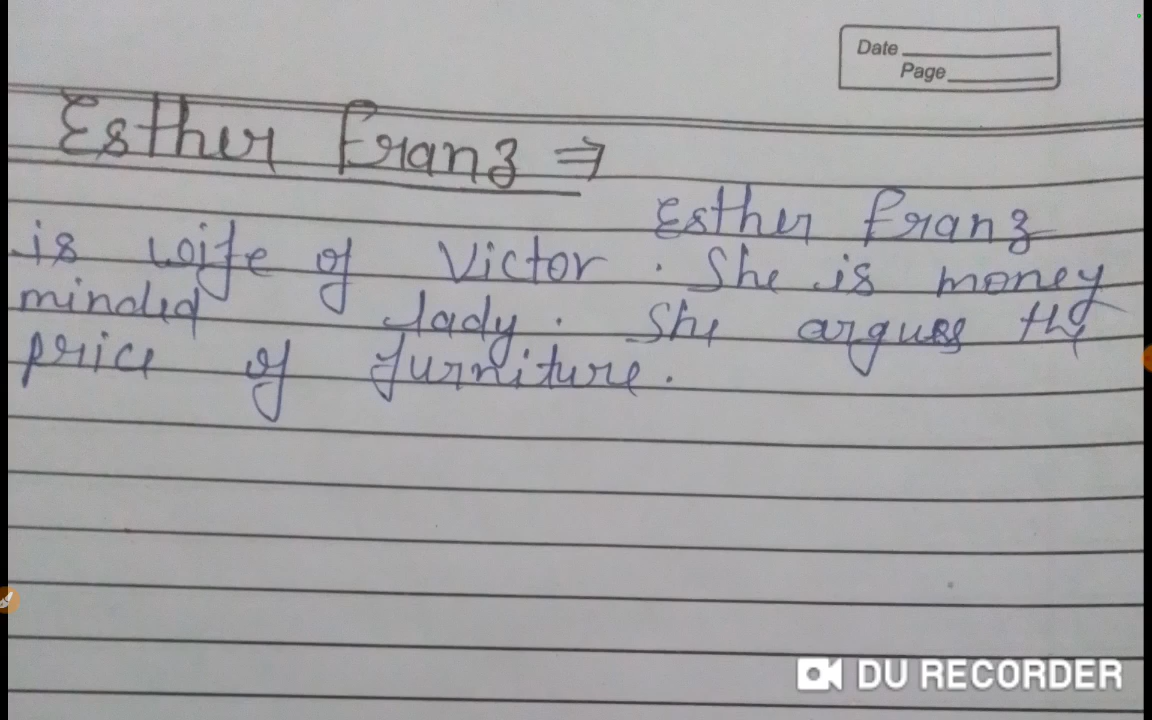 Date
Page
Esther Franz ⇒
Esther Franz
is wife of Victor. She is money
minded lady. She argues the
price of furniture.
DU RECORDER